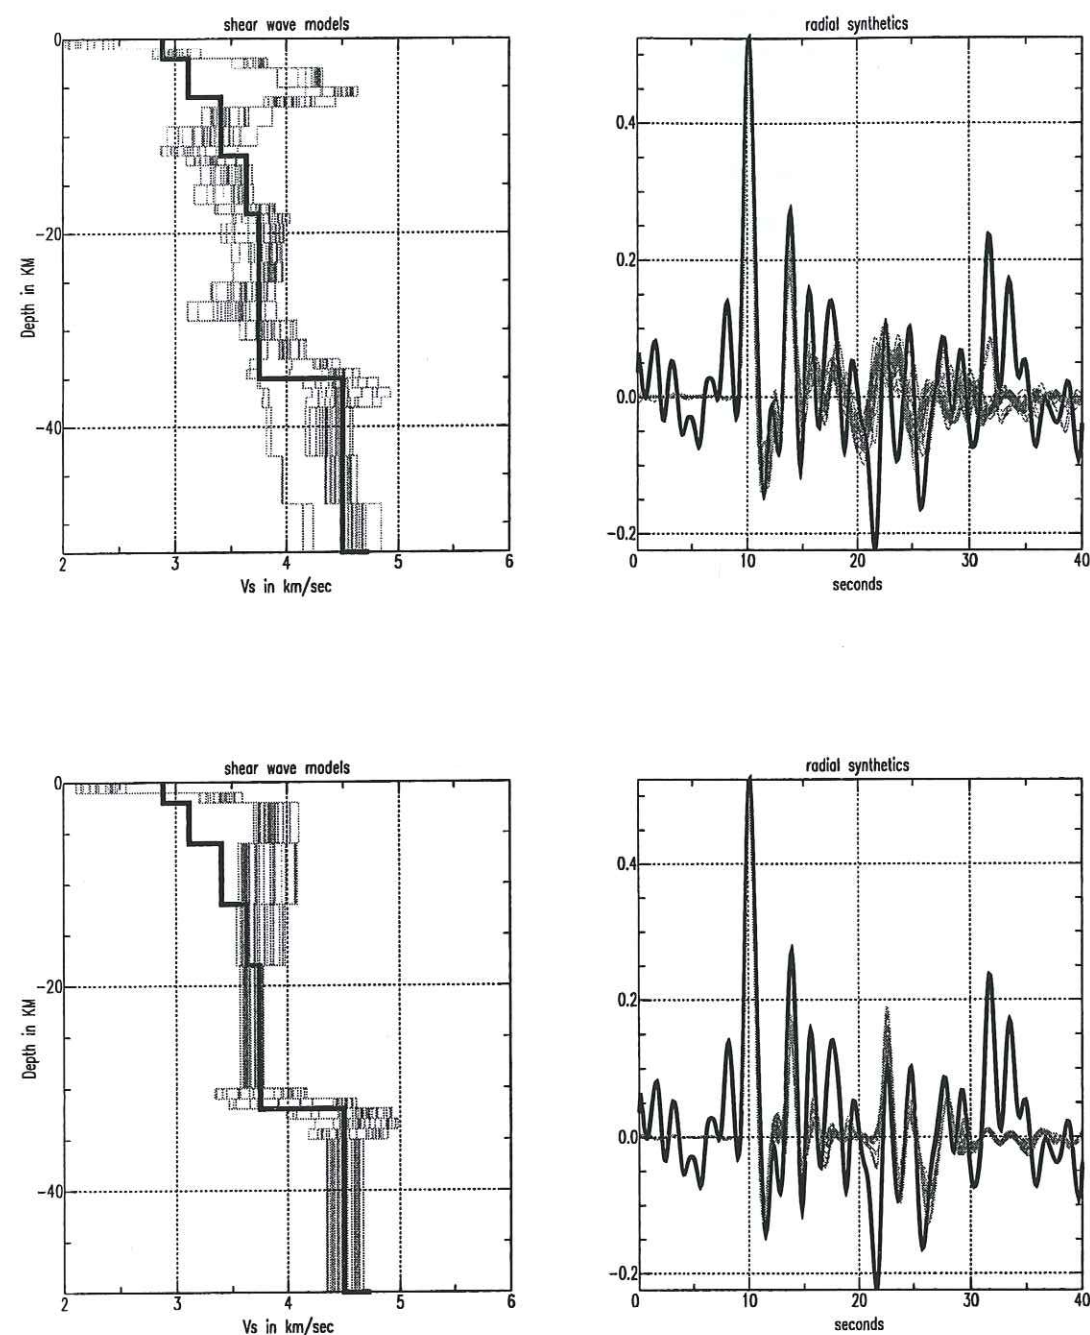 shear wave models
0
−20
−40
Depth in KM
2 3 4 5 6
Vs in km/sec
radial synthetics
0.4
0.2
0.0
−0.2
0 10 20 30 40
seconds
shear wave models
0
−20
−40
Depth in KM
2 3 4 5 6
Vs in km/sec
radial synthetics
0.4
0.2
0.0
−0.2
0 10 20 30 40
seconds